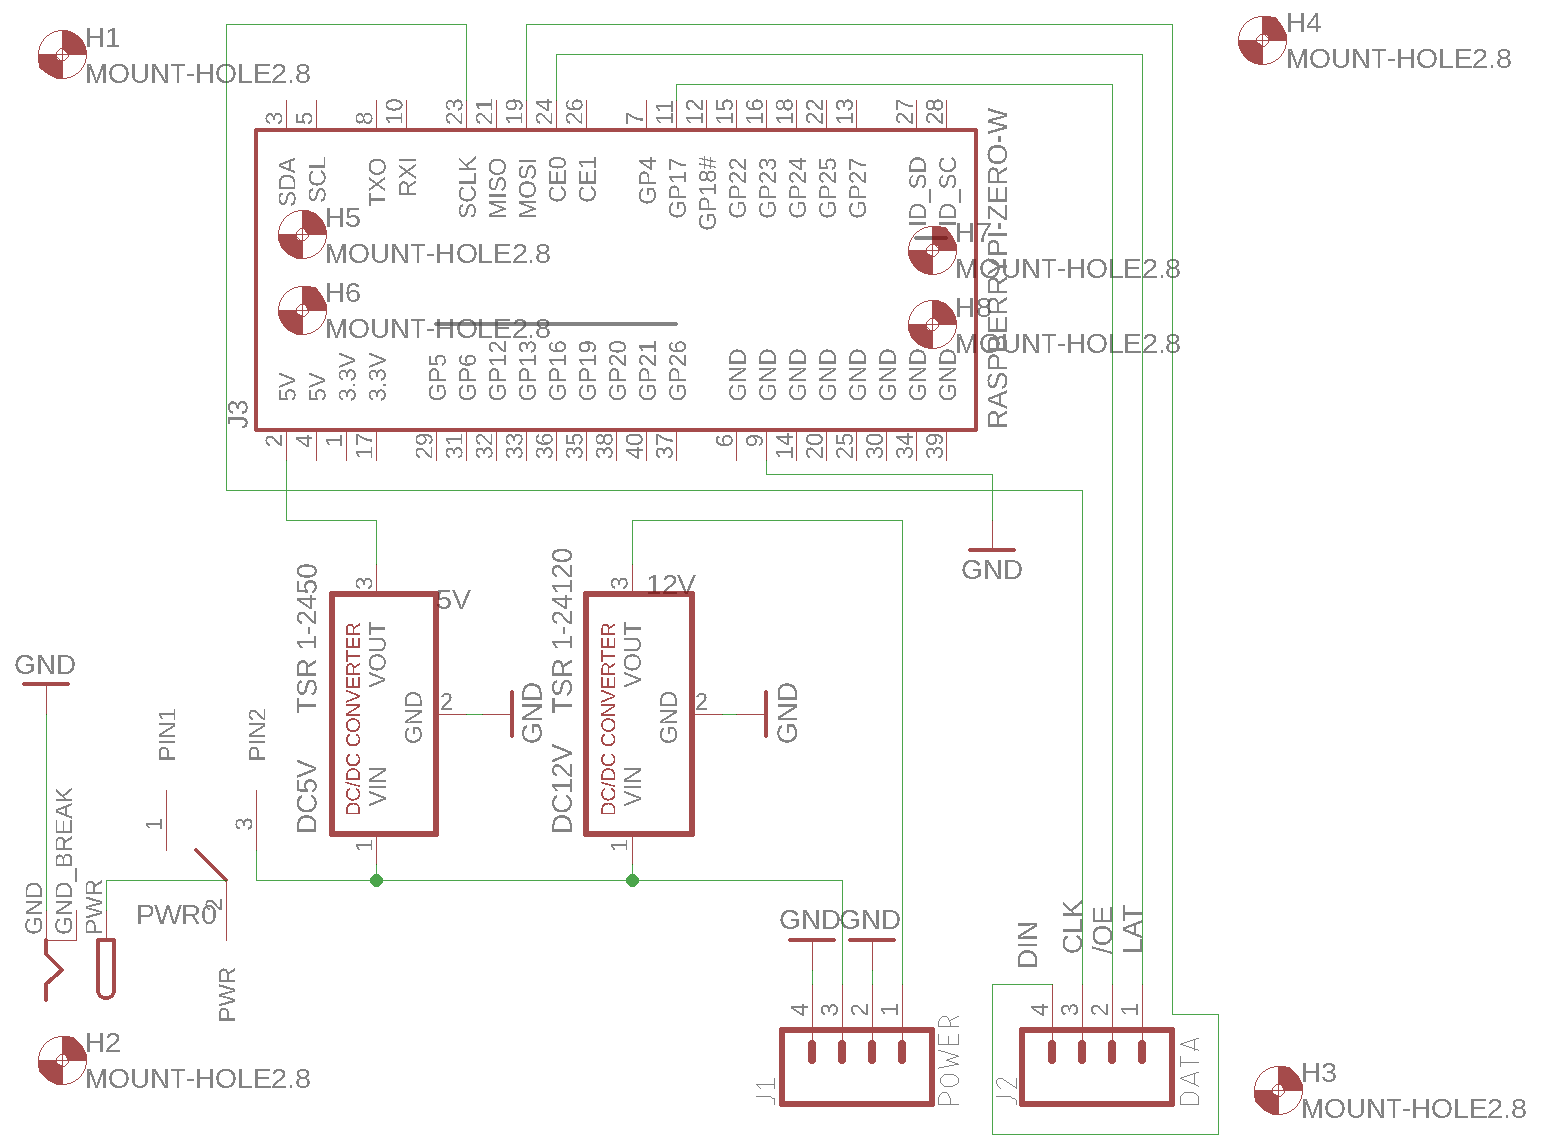 H1
MOUNT-HOLE2.8
H4
MOUNT-HOLE2.8
3 5 8 10 23 21 19 24 26 7 11 12 15 16 18 22 13 27 28
SDA SCL TXO RXI SCLK MISO MOSI CE0 CE1 GP4 GP17 GP18# GP22 GP23 GP24 GP25 GP27 ID_SD ID_SC
RASPBERRYPI-ZERO-W
H5
MOUNT-HOLE2.8
H7
MOUNT-HOLE2.8
H6
MOUNT-HOLE2.8
H8
MOUNT-HOLE2.8
5V 5V 3.3V 3.3V GP5 GP6 GP12 GP13 GP16 GP19 GP20 GP21 GP26 GND GND GND GND GND GND GND GND
J3
2 4 1 17 29 31 32 33 36 35 38 40 37 6 9 14 20 25 30 34 39
GND
TSR 1-2450
DC5V
3
5V
DC/DC CONVERTER
VOUT
GND
VIN
2
GND
1
TSR 1-24120
DC12V
3
12V
DC/DC CONVERTER
VOUT
GND
VIN
2
GND
1
GND
PIN1
PIN2
1
3
GND
GND_BREAK
PWR
PWR0
2
PWR
H2
MOUNT-HOLE2.8
GND
GND
4 3 2 1
J1
POWER
DIN
CLK
/OE
LAT
4 3 2 1
J2
DATA
H3
MOUNT-HOLE2.8